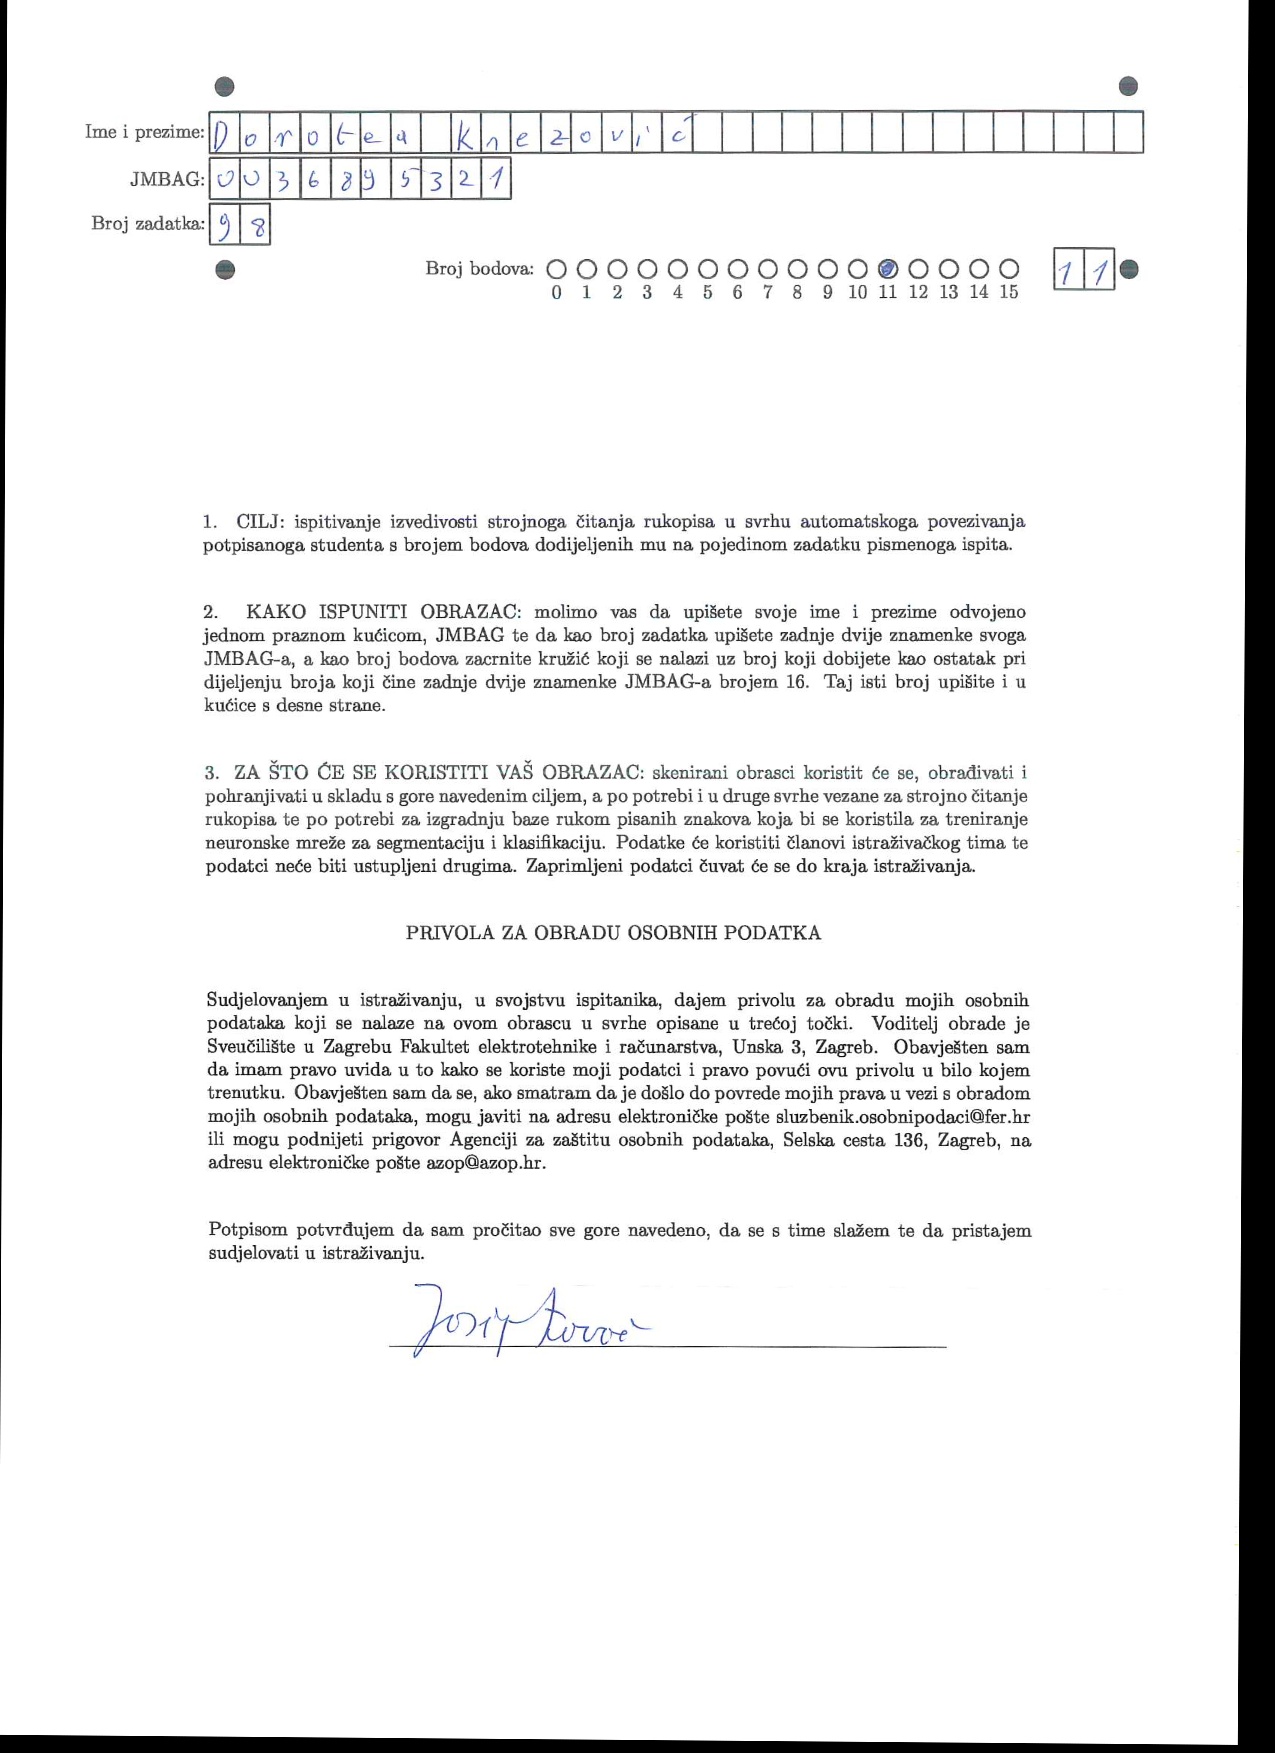 Ime i prezime: Dorotea Knezović
JMBAG: 0036895321
Broj zadatka: 98
Broj bodova: 11
0 1 2 3 4 5 6 7 8 9 10 11 12 13 14 15
1. CILJ: ispitivanje izvedivosti strojnoga čitanja rukopisa u svrhu automatskoga povezivanja
potpisanoga studenta s brojem bodova dodijeljenih mu na pojedinom zadatku pismenoga ispita.
2. KAKO ISPUNITI OBRAZAC: molimo vas da upišete svoje ime i prezime odvojeno
jednom praznom kućicom, JMBAG te da kao broj zadatka upišete zadnje dvije znamenke svoga
JMBAG-a, a kao broj bodova zacrnite kružić koji se nalazi uz broj koji dobijete kao ostatak pri
dijeljenju broja koji čine zadnje dvije znamenke JMBAG-a brojem 16. Taj isti broj upišite i u
kućice s desne strane.
3. ZA ŠTO ĆE SE KORISTITI VAŠ OBRAZAC: skenirani obrasci koristit će se, obrađivati i
pohranjivati u skladu s gore navedenim ciljem, a po potrebi i u druge svrhe vezane za strojno čitanje
rukopisa te po potrebi za izgradnju baze rukom pisanih znakova koja bi se koristila za treniranje
neuronske mreže za segmentaciju i klasifikaciju. Podatke će koristiti članovi istraživačkog tima te
podatci neće biti ustupljeni drugima. Zaprimljeni podatci čuvat će se do kraja istraživanja.
PRIVOLA ZA OBRADU OSOBNIH PODATKA
Sudjelovanjem u istraživanju, u svojstvu ispitanika, dajem privolu za obradu mojih osobnih
podataka koji se nalaze na ovom obrascu u svrhe opisane u trećoj točki. Voditelj obrade je
Sveučilište u Zagrebu Fakultet elektrotehnike i računarstva, Unska 3, Zagreb. Obavješten sam
da imam pravo uvida u to kako se koriste moji podatci i pravo povući ovu privolu u bilo kojem
trenutku. Obavješten sam da se, ako smatram da je došlo do povrede mojih prava u vezi s obradom
mojih osobnih podataka, mogu javiti na adresu elektroničke pošte sluzbenik.osobnipodaci@fer.hr
ili mogu podnijeti prigovor Agenciji za zaštitu osobnih podataka, Selska cesta 136, Zagreb, na
adresu elektroničke pošte azop@azop.hr.
Potpisom potvrđujem da sam pročitao sve gore navedeno, da se s time slažem te da pristajem
sudjelovati u istraživanju.
Josip